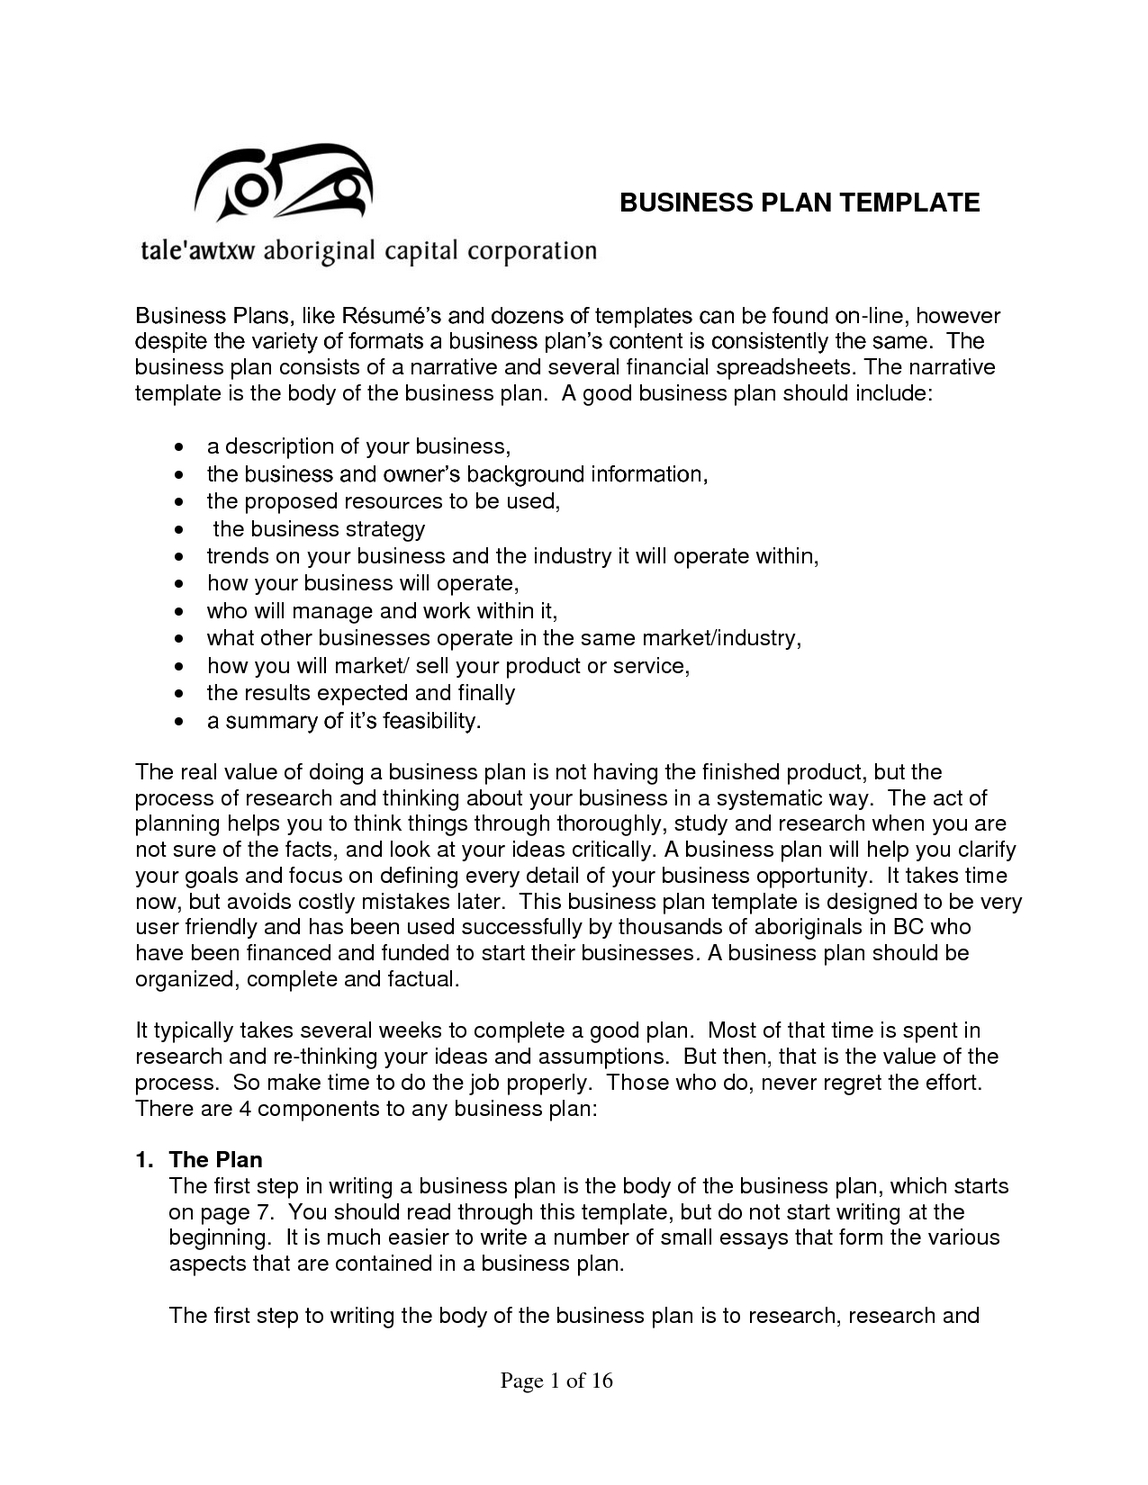 BUSINESS PLAN TEMPLATE
tale'awtxw aboriginal capital corporation
Business Plans, like Résumé’s and dozens of templates can be found on-line, however
despite the variety of formats a business plan’s content is consistently the same.  The
business plan consists of a narrative and several financial spreadsheets. The narrative
template is the body of the business plan.  A good business plan should include:
• a description of your business,
• the business and owner’s background information,
• the proposed resources to be used,
• the business strategy
• trends on your business and the industry it will operate within,
• how your business will operate,
• who will manage and work within it,
• what other businesses operate in the same market/industry,
• how you will market/ sell your product or service,
• the results expected and finally
• a summary of it’s feasibility.
The real value of doing a business plan is not having the finished product, but the
process of research and thinking about your business in a systematic way.  The act of
planning helps you to think things through thoroughly, study and research when you are
not sure of the facts, and look at your ideas critically. A business plan will help you clarify
your goals and focus on defining every detail of your business opportunity.  It takes time
now, but avoids costly mistakes later.  This business plan template is designed to be very
user friendly and has been used successfully by thousands of aboriginals in BC who
have been financed and funded to start their businesses. A business plan should be
organized, complete and factual.
It typically takes several weeks to complete a good plan.  Most of that time is spent in
research and re-thinking your ideas and assumptions.  But then, that is the value of the
process.  So make time to do the job properly.  Those who do, never regret the effort.
There are 4 components to any business plan:
1. The Plan
The first step in writing a business plan is the body of the business plan, which starts
on page 7.  You should read through this template, but do not start writing at the
beginning.  It is much easier to write a number of small essays that form the various
aspects that are contained in a business plan.
The first step to writing the body of the business plan is to research, research and
Page 1 of 16